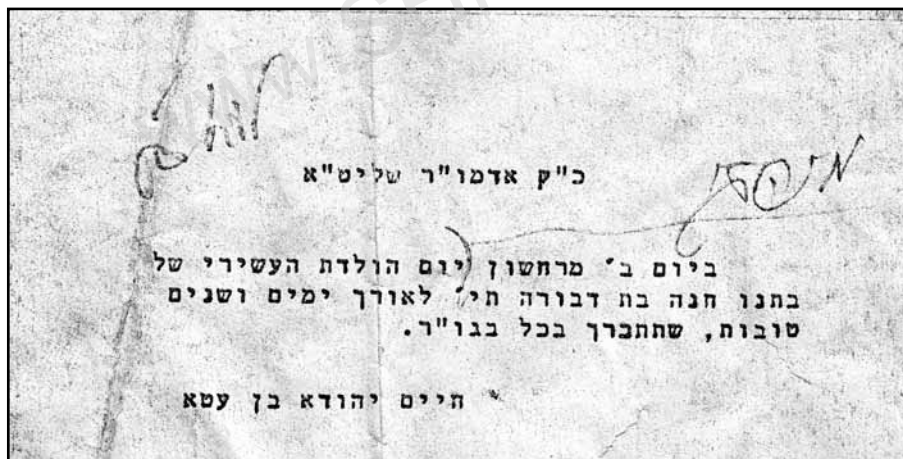 כ"ק אדמו"ר שליט"א
ביום ב' מרחשון יום הולדת העשירי של
בתנו חנה בת דבורה תי' לאורך ימים ושנים
טובות, שתתברך בכל בגו"ר.
חיים יהודא בן עטא